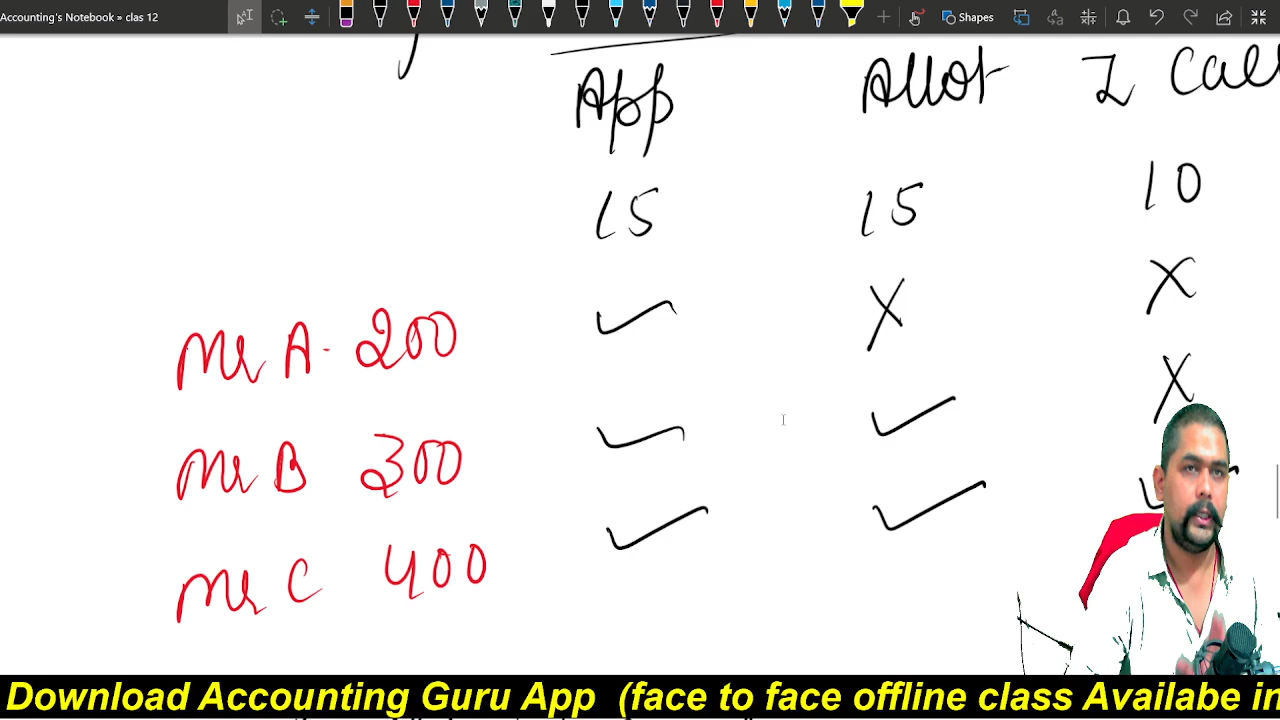 Accounting's Notebook » clas 12
Shapes
App Allot I Call
15 15 10
Mr A - 200 ✓ X X
Mr B 300 ✓ ✓ X
Mr C 400 ✓ ✓ ✓
Download Accounting Guru App (face to face offline class Availabe in